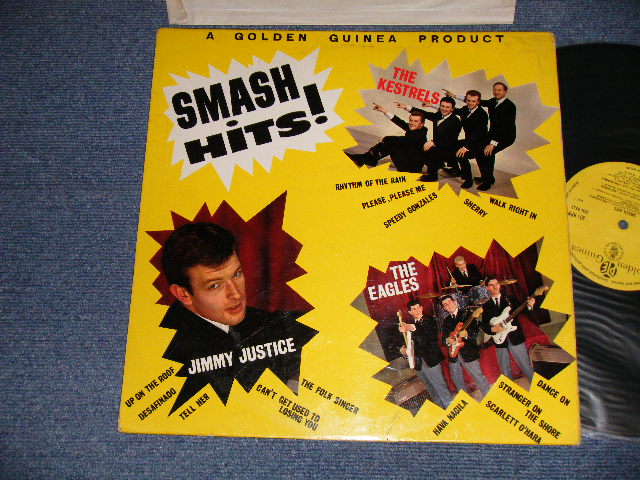 A GOLDEN GUINEA PRODUCT
SMASH
HiTS!
THE
KESTRELS
RHYTHM OF THE RAIN
PLEASE, PLEASE ME
SPEEDY GONZALES
SHERRY
WALK RIGHT IN
JIMMY JUSTICE
UP ON THE ROOF
DESAFINADO
TELL HER
CAN'T GET USED TO
LOSING YOU
THE FOLK SINGER
THE
EAGLES
HAVA NAGILA
SCARLETT O'HARA
STRANGER ON
THE SHORE
DANCE ON
PYE
Golden Guinea